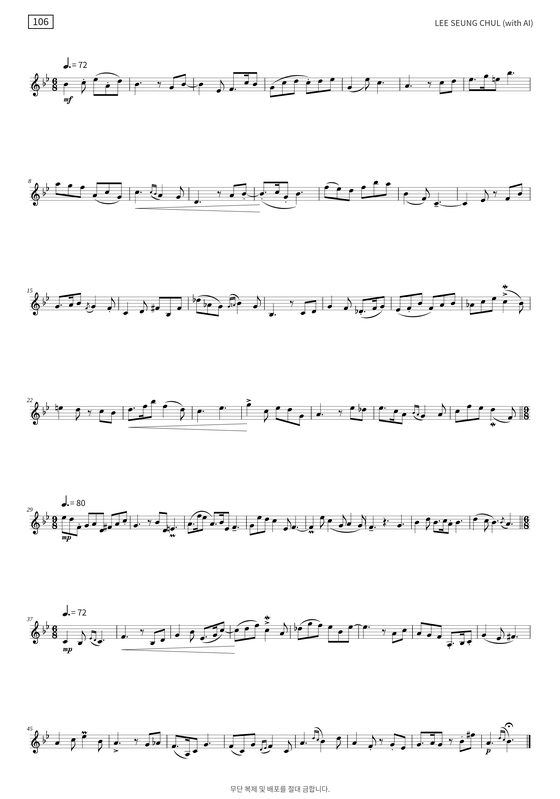 106
LEE SEUNG CHUL (with AI)
♩. = 72
mf
8
15
22
29
♩. = 80
mp
37
♩. = 72
mp
45
p
무단 복제 및 배포를 절대 금합니다.